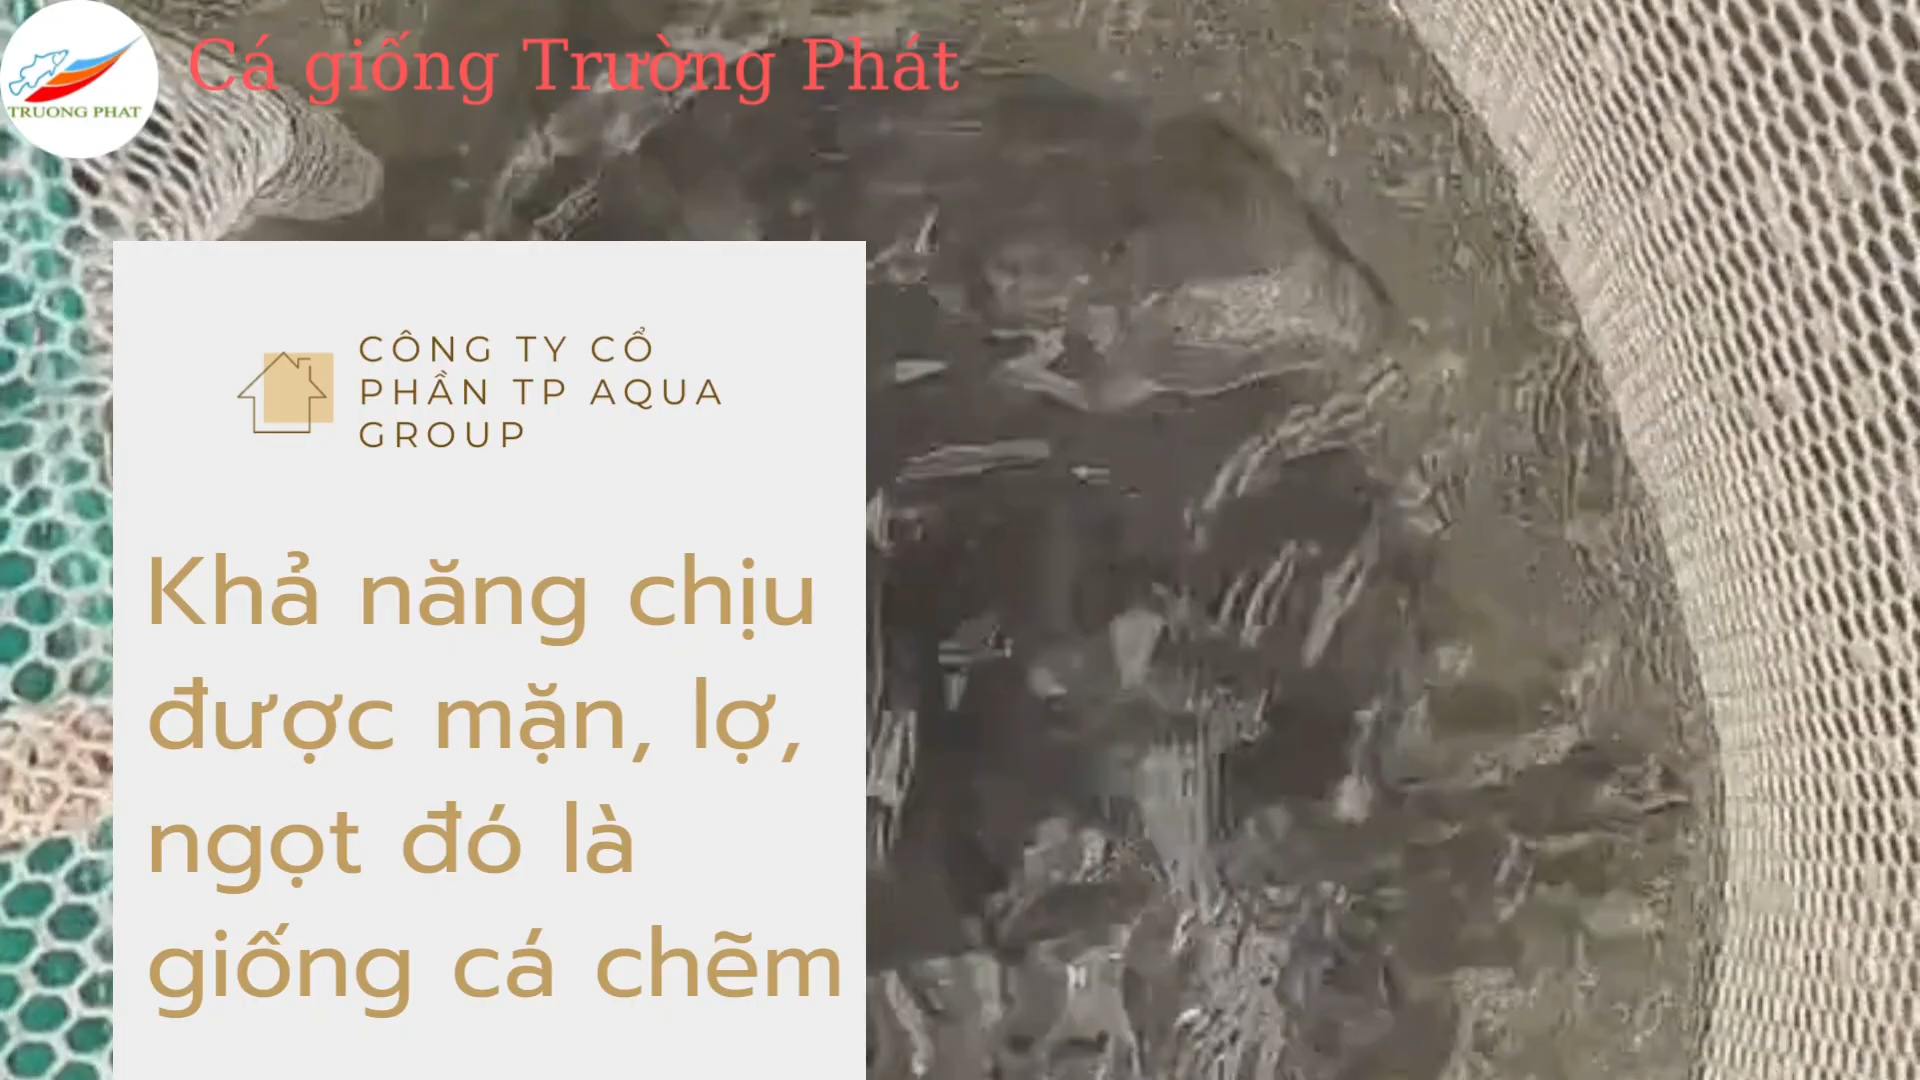 Cá giống Trường Phát
TRUONG PHAT
CÔNG TY CỔ
PHẦN TP AQUA
GROUP
Khả năng chịu
được mặn, lợ,
ngọt đó là
giống cá chẽm